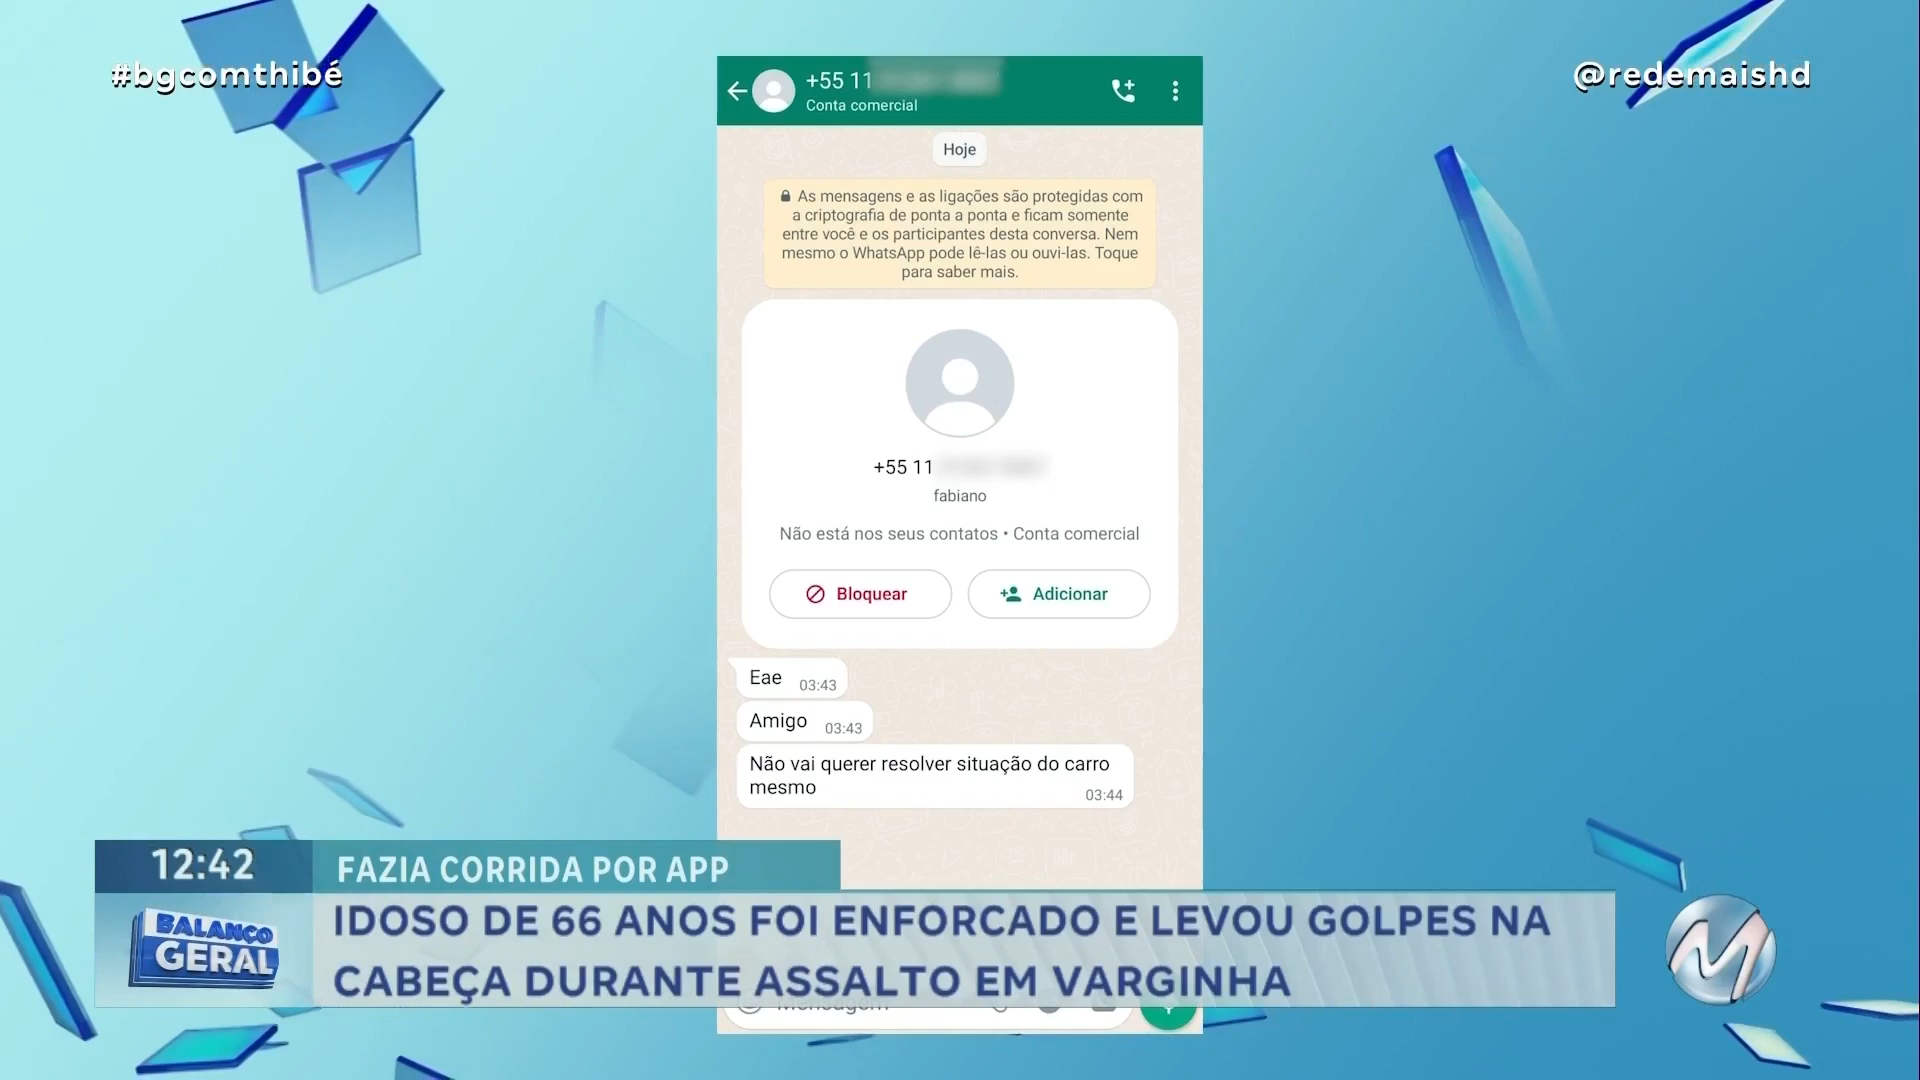 #bgcomthibé
@redemaishd
+55 11
Conta comercial
Hoje
As mensagens e as ligações são protegidas com
a criptografia de ponta a ponta e ficam somente
entre você e os participantes desta conversa. Nem
mesmo o WhatsApp pode lê-las ou ouvi-las. Toque
para saber mais.
+55 11
fabiano
Não está nos seus contatos • Conta comercial
Bloquear
Adicionar
Eae 03:43
Amigo 03:43
Não vai querer resolver situação do carro
mesmo 03:44
12:42
FAZIA CORRIDA POR APP
BALANÇO
GERAL
IDOSO DE 66 ANOS FOI ENFORCADO E LEVOU GOLPES NA
CABEÇA DURANTE ASSALTO EM VARGINHA
M